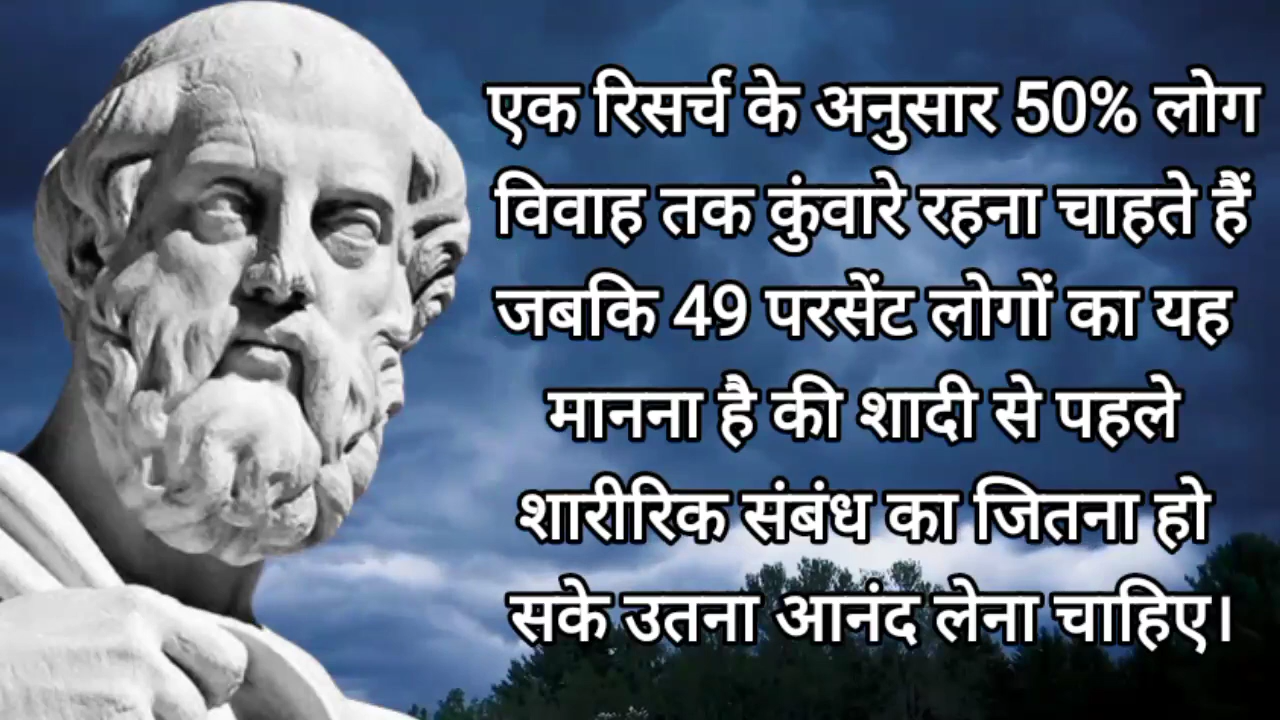 एक रिसर्च के अनुसार 50% लोग
विवाह तक कुंवारे रहना चाहते हैं
जबकि 49 परसेंट लोगों का यह
मानना है की शादी से पहले
शारीरिक संबंध का जितना हो
सके उतना आनंद लेना चाहिए।